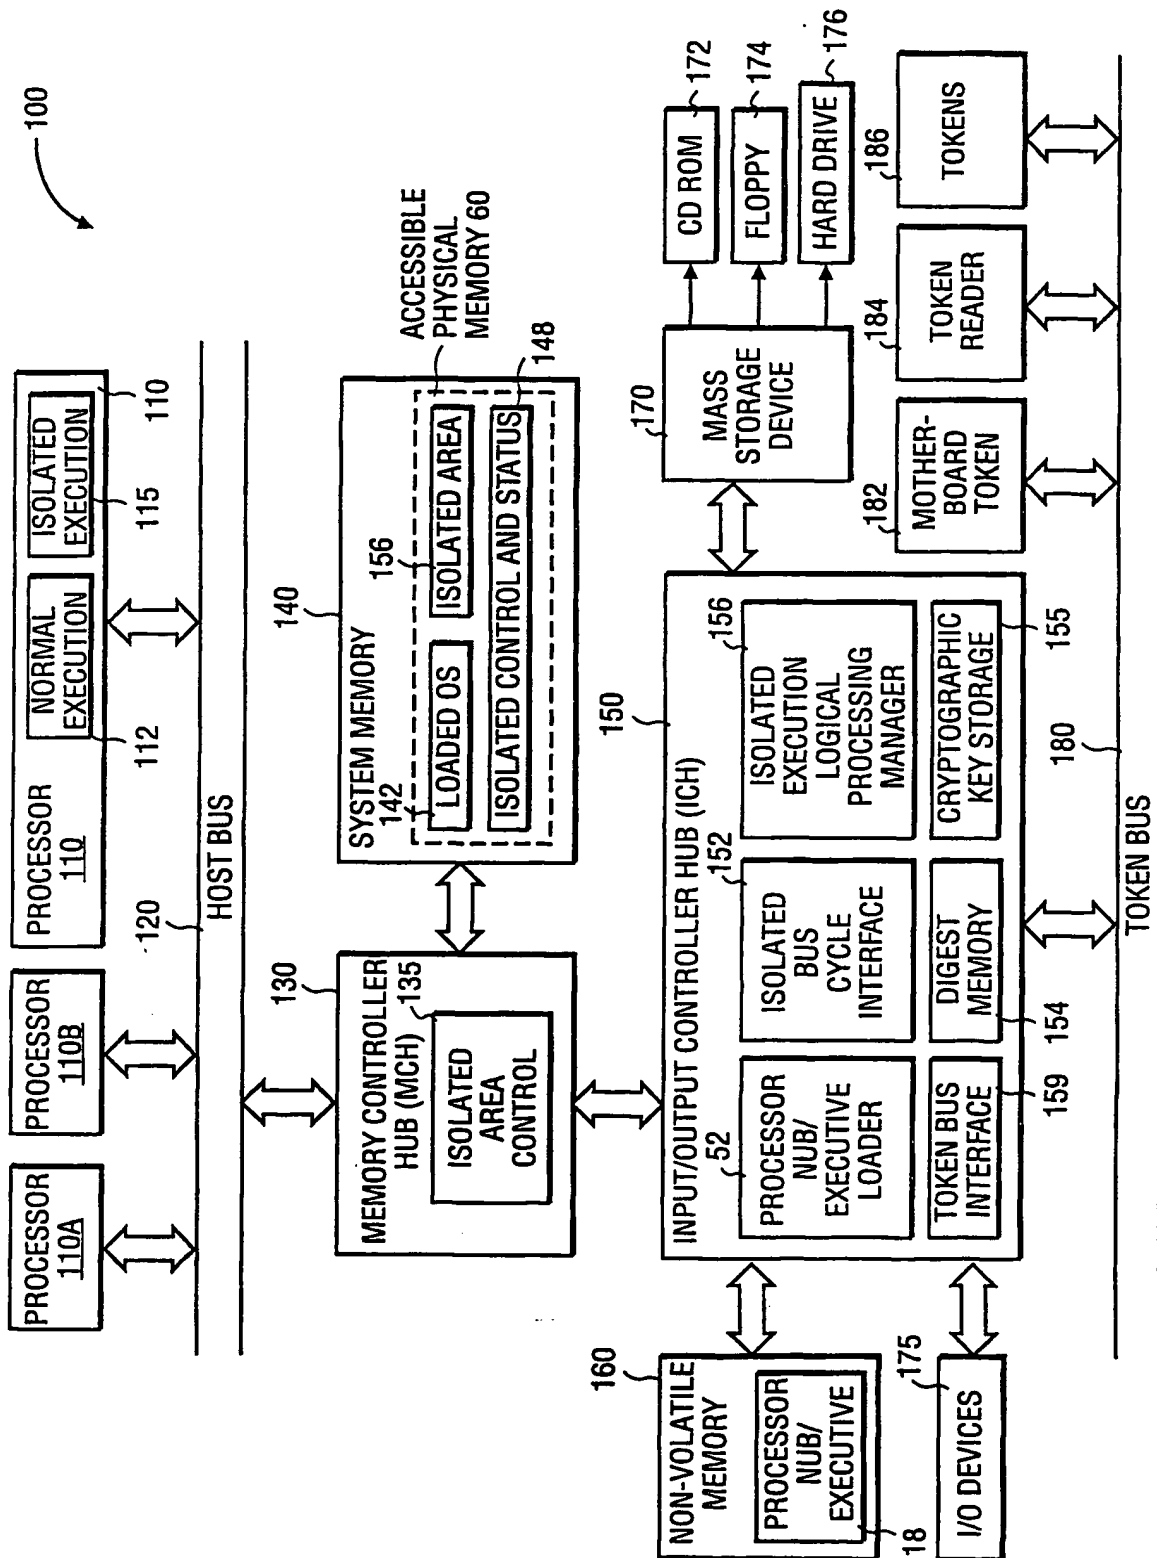 100
PROCESSOR
110A
PROCESSOR
110B
PROCESSOR
110
NORMAL
EXECUTION
112
ISOLATED
EXECUTION
115
110
120
HOST BUS
130
MEMORY CONTROLLER
HUB (MCH)
135
ISOLATED
AREA
CONTROL
140
SYSTEM MEMORY
142
LOADED OS
156
ISOLATED AREA
ISOLATED CONTROL AND STATUS
148
ACCESSIBLE
PHYSICAL
MEMORY 60
150
INPUT/OUTPUT CONTROLLER HUB (ICH)
52
PROCESSOR
NUB/
EXECUTIVE
LOADER
152
ISOLATED
BUS
CYCLE
INTERFACE
156
ISOLATED
EXECUTION
LOGICAL
PROCESSING
MANAGER
TOKEN BUS
INTERFACE
159
DIGEST
MEMORY
154
CRYPTOGRAPHIC
KEY STORAGE
155
160
NON-VOLATILE
MEMORY
PROCESSOR
NUB/
EXECUTIVE
18
175
I/O DEVICES
170
MASS
STORAGE
DEVICE
CD ROM
172
FLOPPY
174
HARD DRIVE
176
182
MOTHER-
BOARD
TOKEN
184
TOKEN
READER
186
TOKENS
180
TOKEN BUS